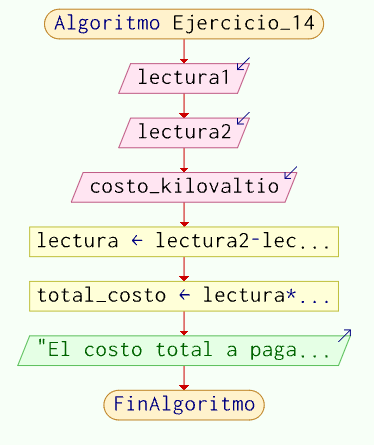 Algoritmo Ejercicio_14
lectura1
lectura2
costo_kilovaltio
lectura ← lectura2-lec...
total_costo ← lectura*...
"El costo total a paga...
FinAlgoritmo